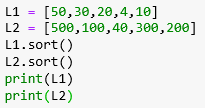 L1 = [50,30,20,4,10]
L2 = [500,100,40,300,200]
L1.sort()
L2.sort()
print(L1)
print(L2)